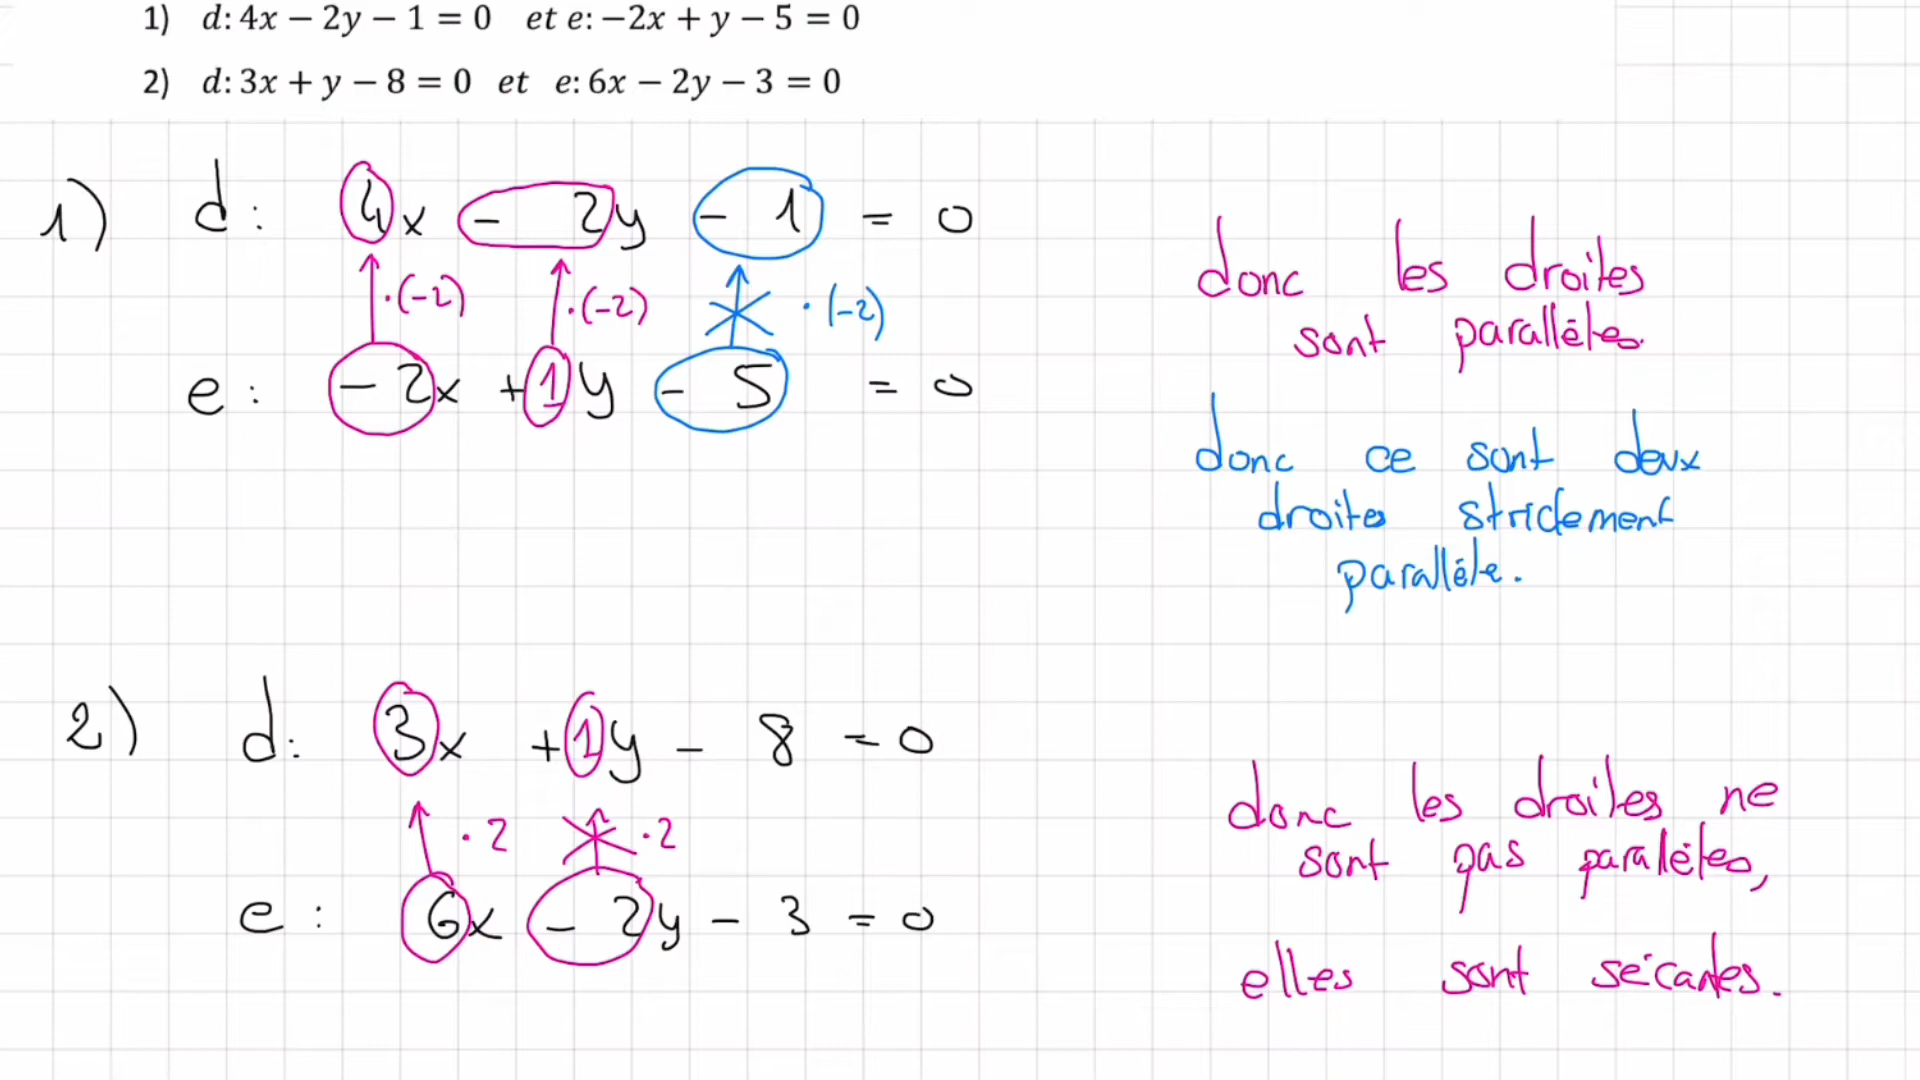 1) d: 4x − 2y − 1 = 0 et e: −2x + y − 5 = 0
2) d: 3x + y − 8 = 0 et e: 6x − 2y − 3 = 0
1) d: 4x − 2y − 1 = 0
·(−2) ·(−2) ·(−2)
e: −2x +1y − 5 = 0
donc les droites
sont parallèles.
donc ce sont deux
droites strictement
parallèle.
2) d: 3x +1y − 8 = 0
·2 ·2
e: 6x − 2y − 3 = 0
donc les droites ne
sont pas paralèles,
elles sont sécantes.